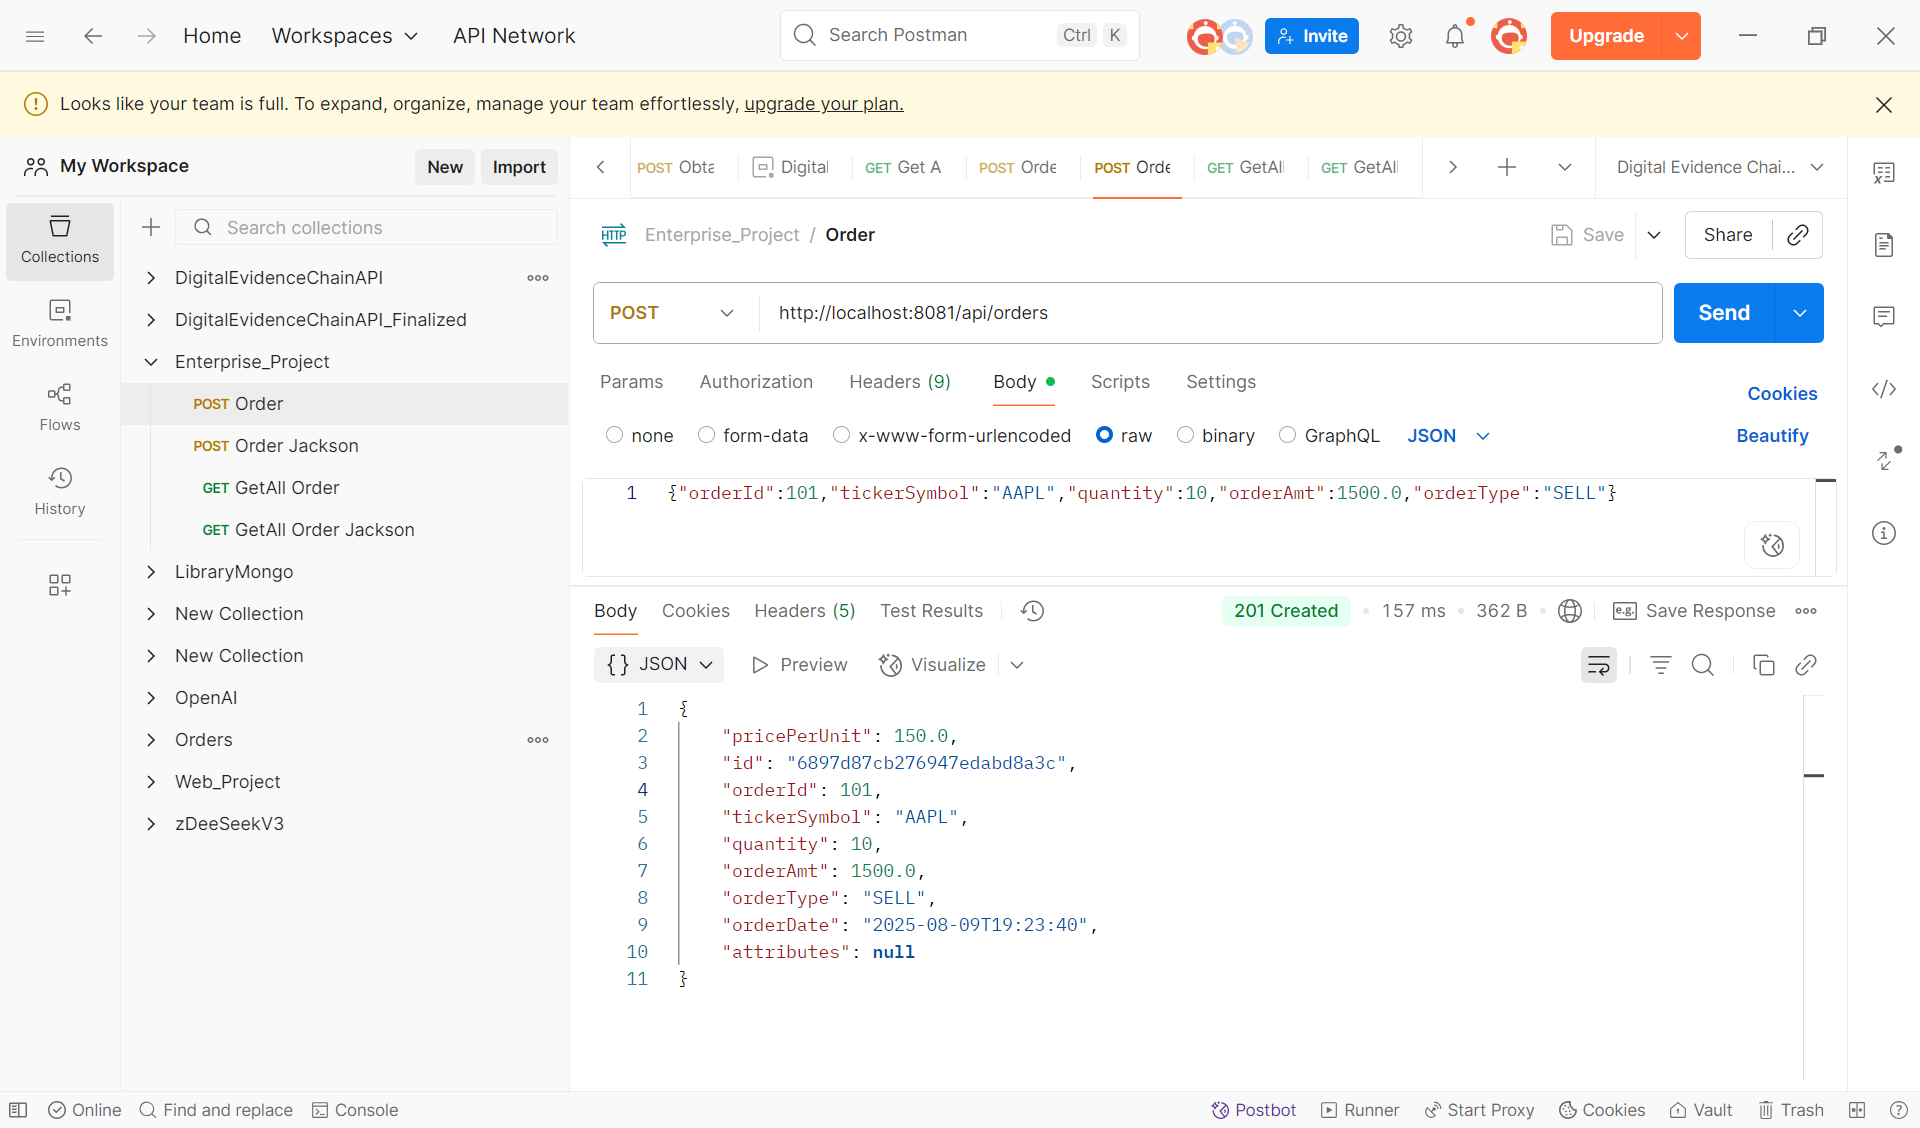 Home
Workspaces
API Network
Search Postman
Ctrl
K
Invite
Upgrade
Looks like your team is full. To expand, organize, manage your team effortlessly, upgrade your plan.
My Workspace
New
Import
POST Obta
Digital
GET Get A
POST Orde
POST Orde
GET GetAll
GET GetAll
Digital Evidence Chai...
Collections
Environments
Flows
History
Search collections
DigitalEvidenceChainAPI
DigitalEvidenceChainAPI_Finalized
Enterprise_Project
POST Order
POST Order Jackson
GET GetAll Order
GET GetAll Order Jackson
LibraryMongo
New Collection
New Collection
OpenAI
Orders
Web_Project
zDeeSeekV3
HTTP
Enterprise_Project / Order
Save
Share
POST
http://localhost:8081/api/orders
Send
Params
Authorization
Headers (9)
Body
Scripts
Settings
Cookies
none
form-data
x-www-form-urlencoded
raw
binary
GraphQL
JSON
Beautify
1 {"orderId":101,"tickerSymbol":"AAPL","quantity":10,"orderAmt":1500.0,"orderType":"SELL"}
Body
Cookies
Headers (5)
Test Results
201 Created
157 ms
362 B
e.g. Save Response
{} JSON
Preview
Visualize
1 {
2 "pricePerUnit": 150.0,
3 "id": "6897d87cb276947edabd8a3c",
4 "orderId": 101,
5 "tickerSymbol": "AAPL",
6 "quantity": 10,
7 "orderAmt": 1500.0,
8 "orderType": "SELL",
9 "orderDate": "2025-08-09T19:23:40",
10 "attributes": null
11 }
Online
Find and replace
Console
Postbot
Runner
Start Proxy
Cookies
Vault
Trash